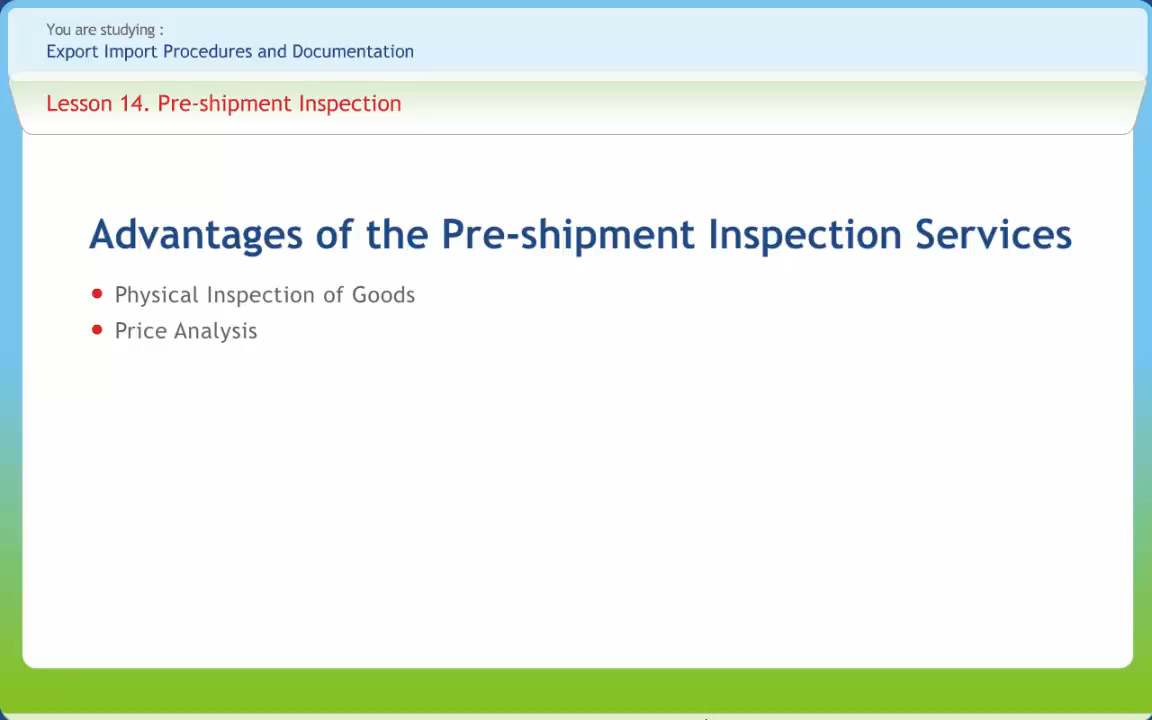 You are studying :
Export Import Procedures and Documentation
Lesson 14. Pre-shipment Inspection
Advantages of the Pre-shipment Inspection Services
• Physical Inspection of Goods
• Price Analysis